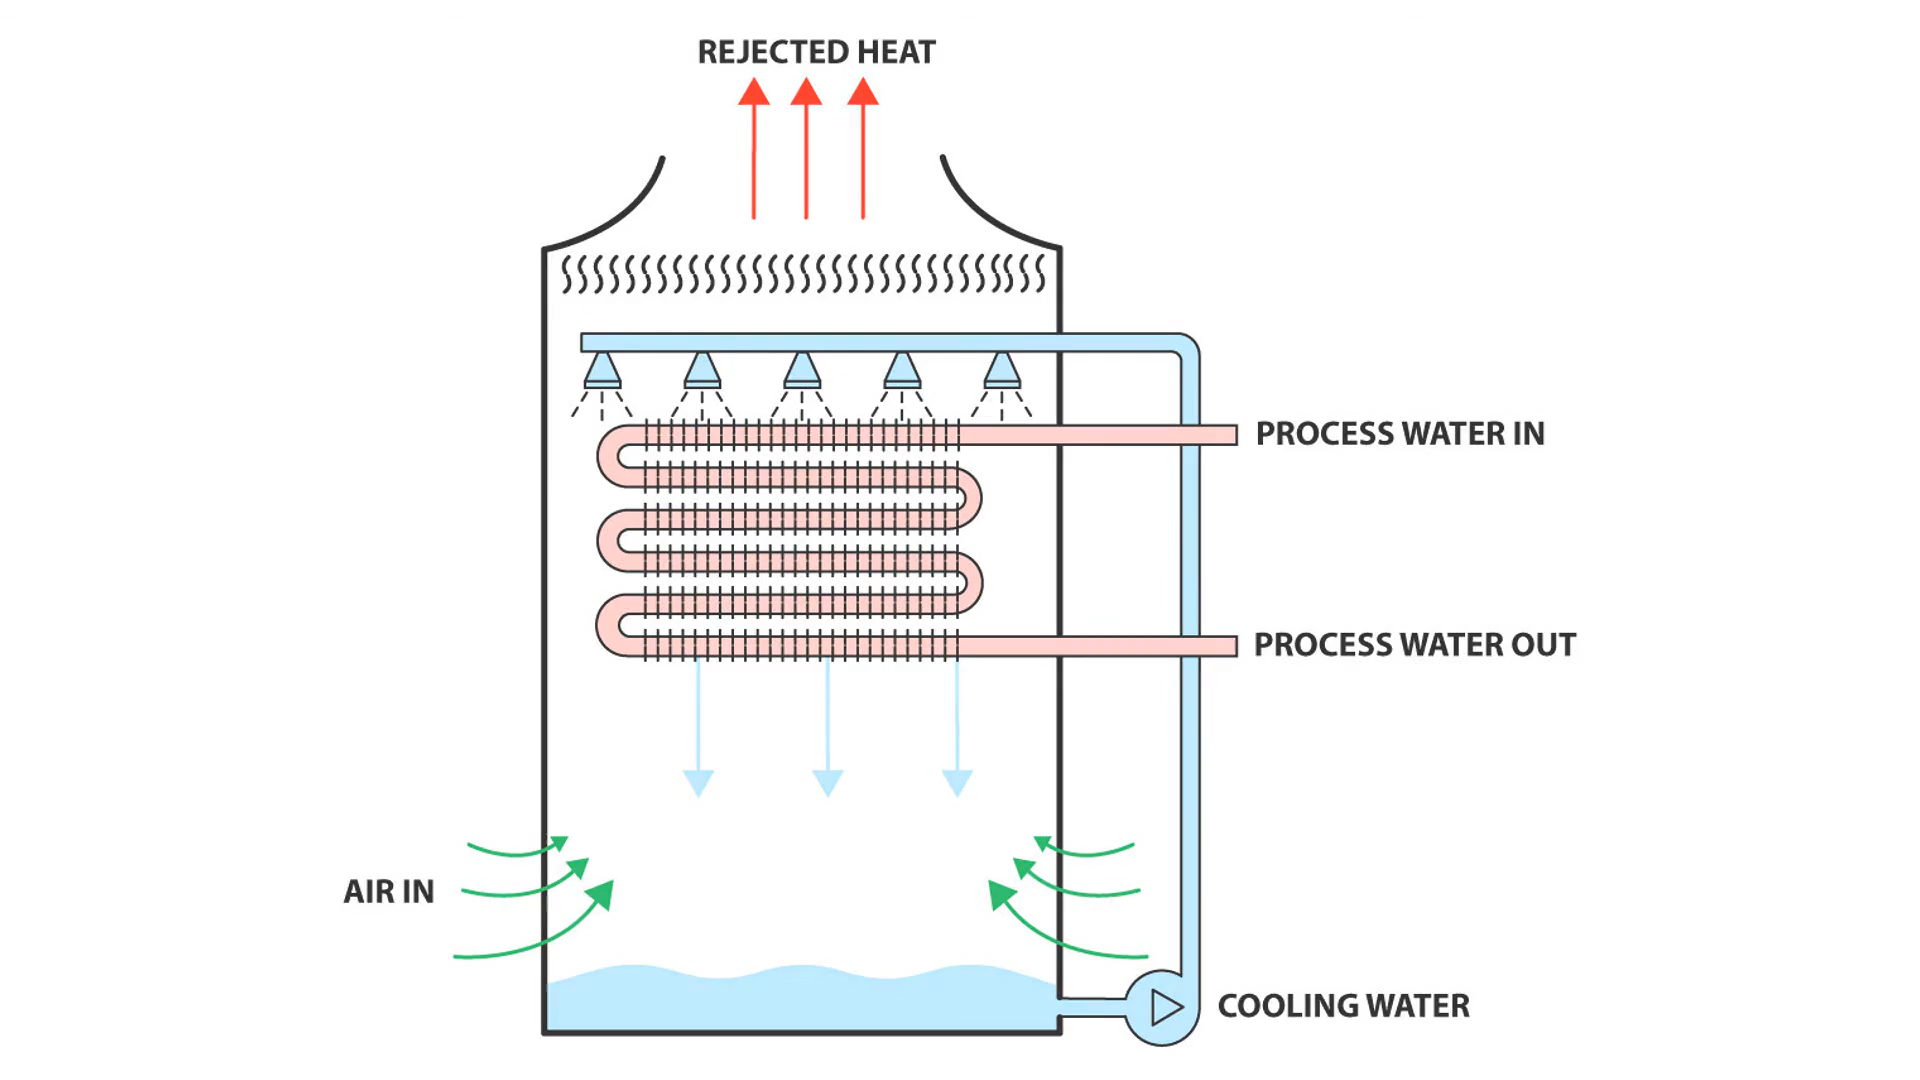 REJECTED HEAT
PROCESS WATER IN
PROCESS WATER OUT
AIR IN
COOLING WATER